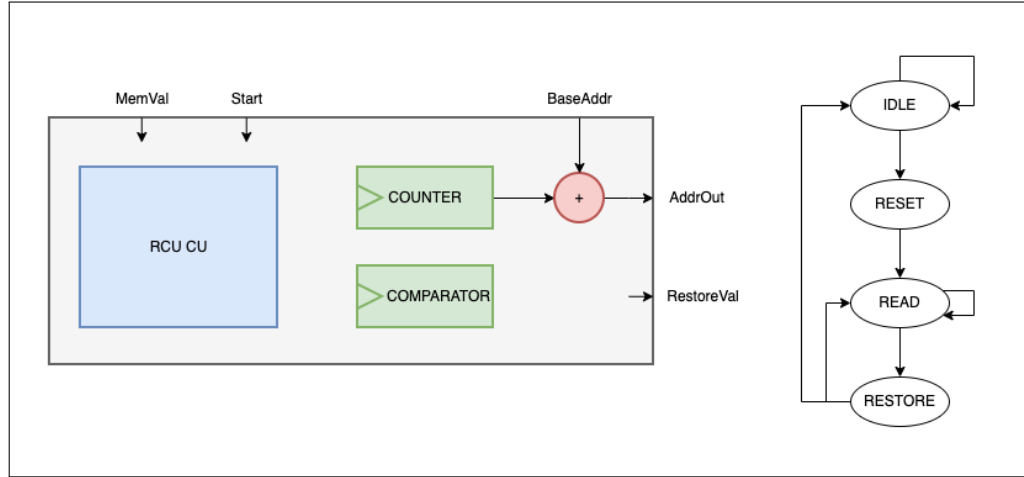 MemVal
Start
BaseAddr
RCU CU
COUNTER
+
AddrOut
COMPARATOR
RestoreVal
IDLE
RESET
READ
RESTORE